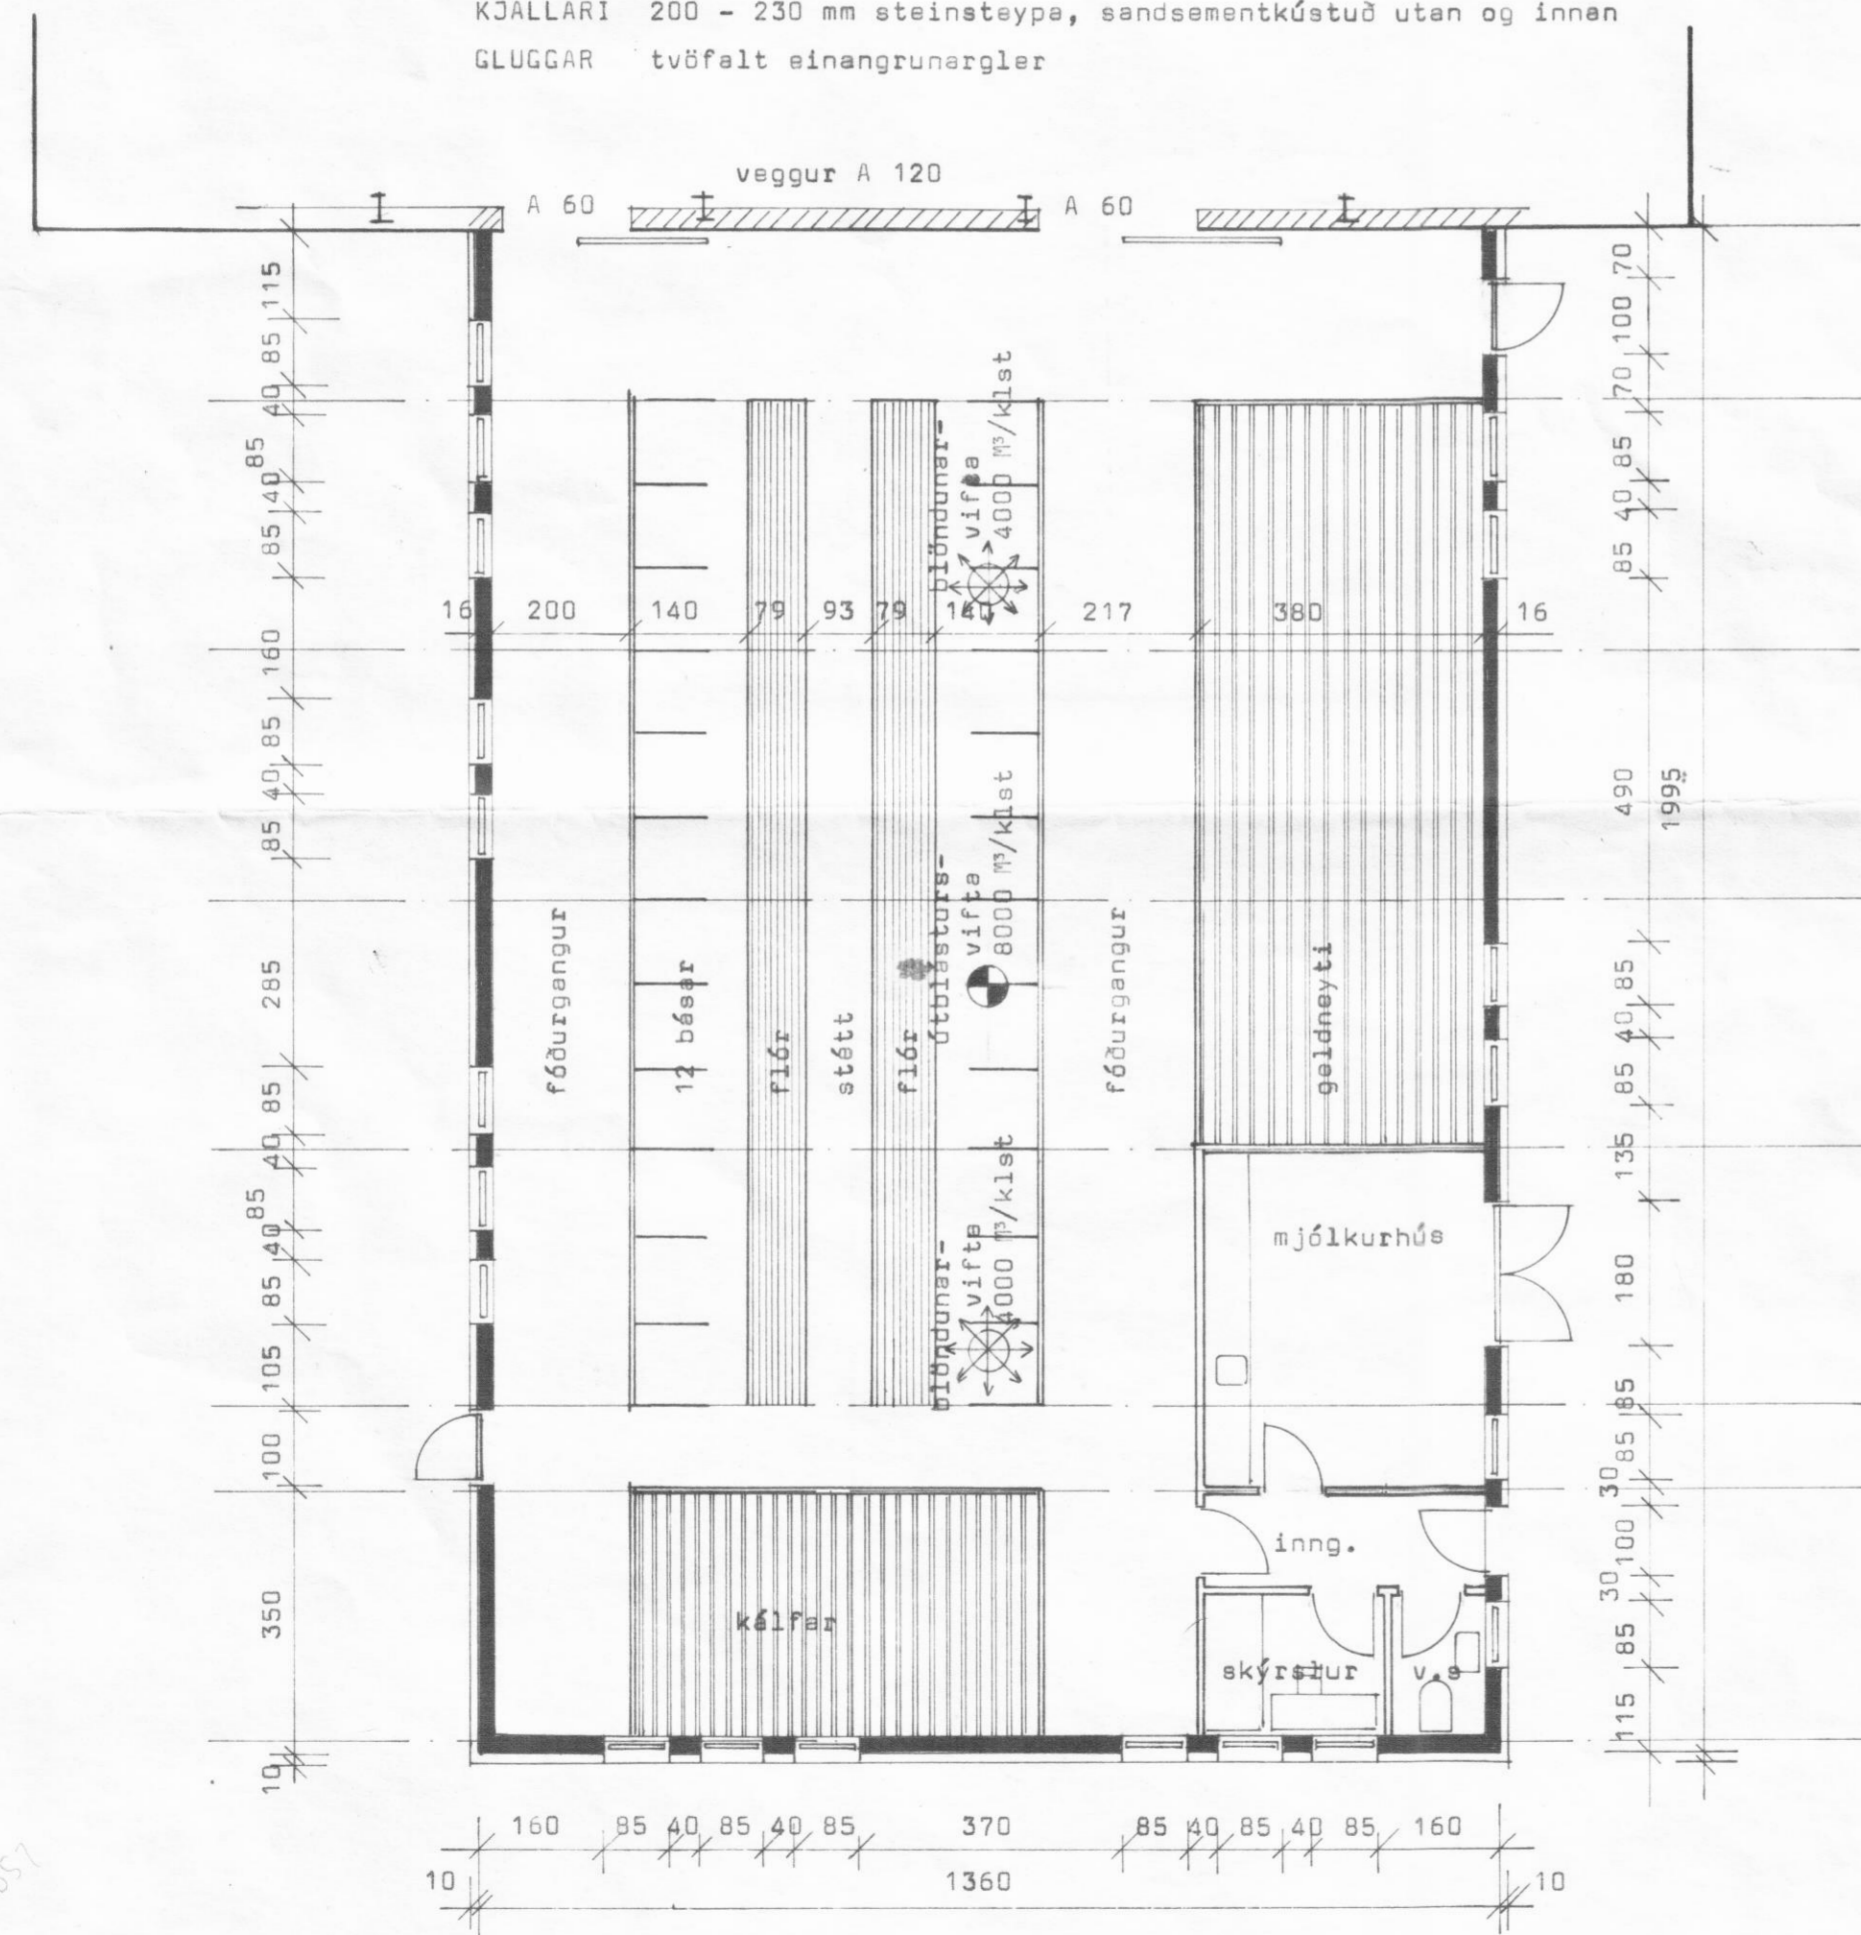 KJALLARI 200 - 230 mm steinsteypa, sandsementkústuð utan og innan
GLUGGAR tvöfalt einangrunargler
veggur A 120
A 60
A 60
115
85
40
85
40
85
160
85
40
85
285
85
40
85
40
85
105
100
350
10
16
200
140
79
93
79
140
217
380
16
blöndunar-
vifta
4000 M³/klst
útblásturs-
vifta
8000 M³/klst
blöndunar-
vifta
4000 M³/klst
fóðurgangur
12 básar
flór
stétt
flór
fóðurgangur
geldneyti
mjólkurhús
inng.
kálfar
skýrslur
v.s
70
100
70
85
40
85
490
1995
85
40
85
135
180
85
85
30
100
30
85
115
160
85
40
85
40
85
370
85
40
85
40
85
160
10
1360
10